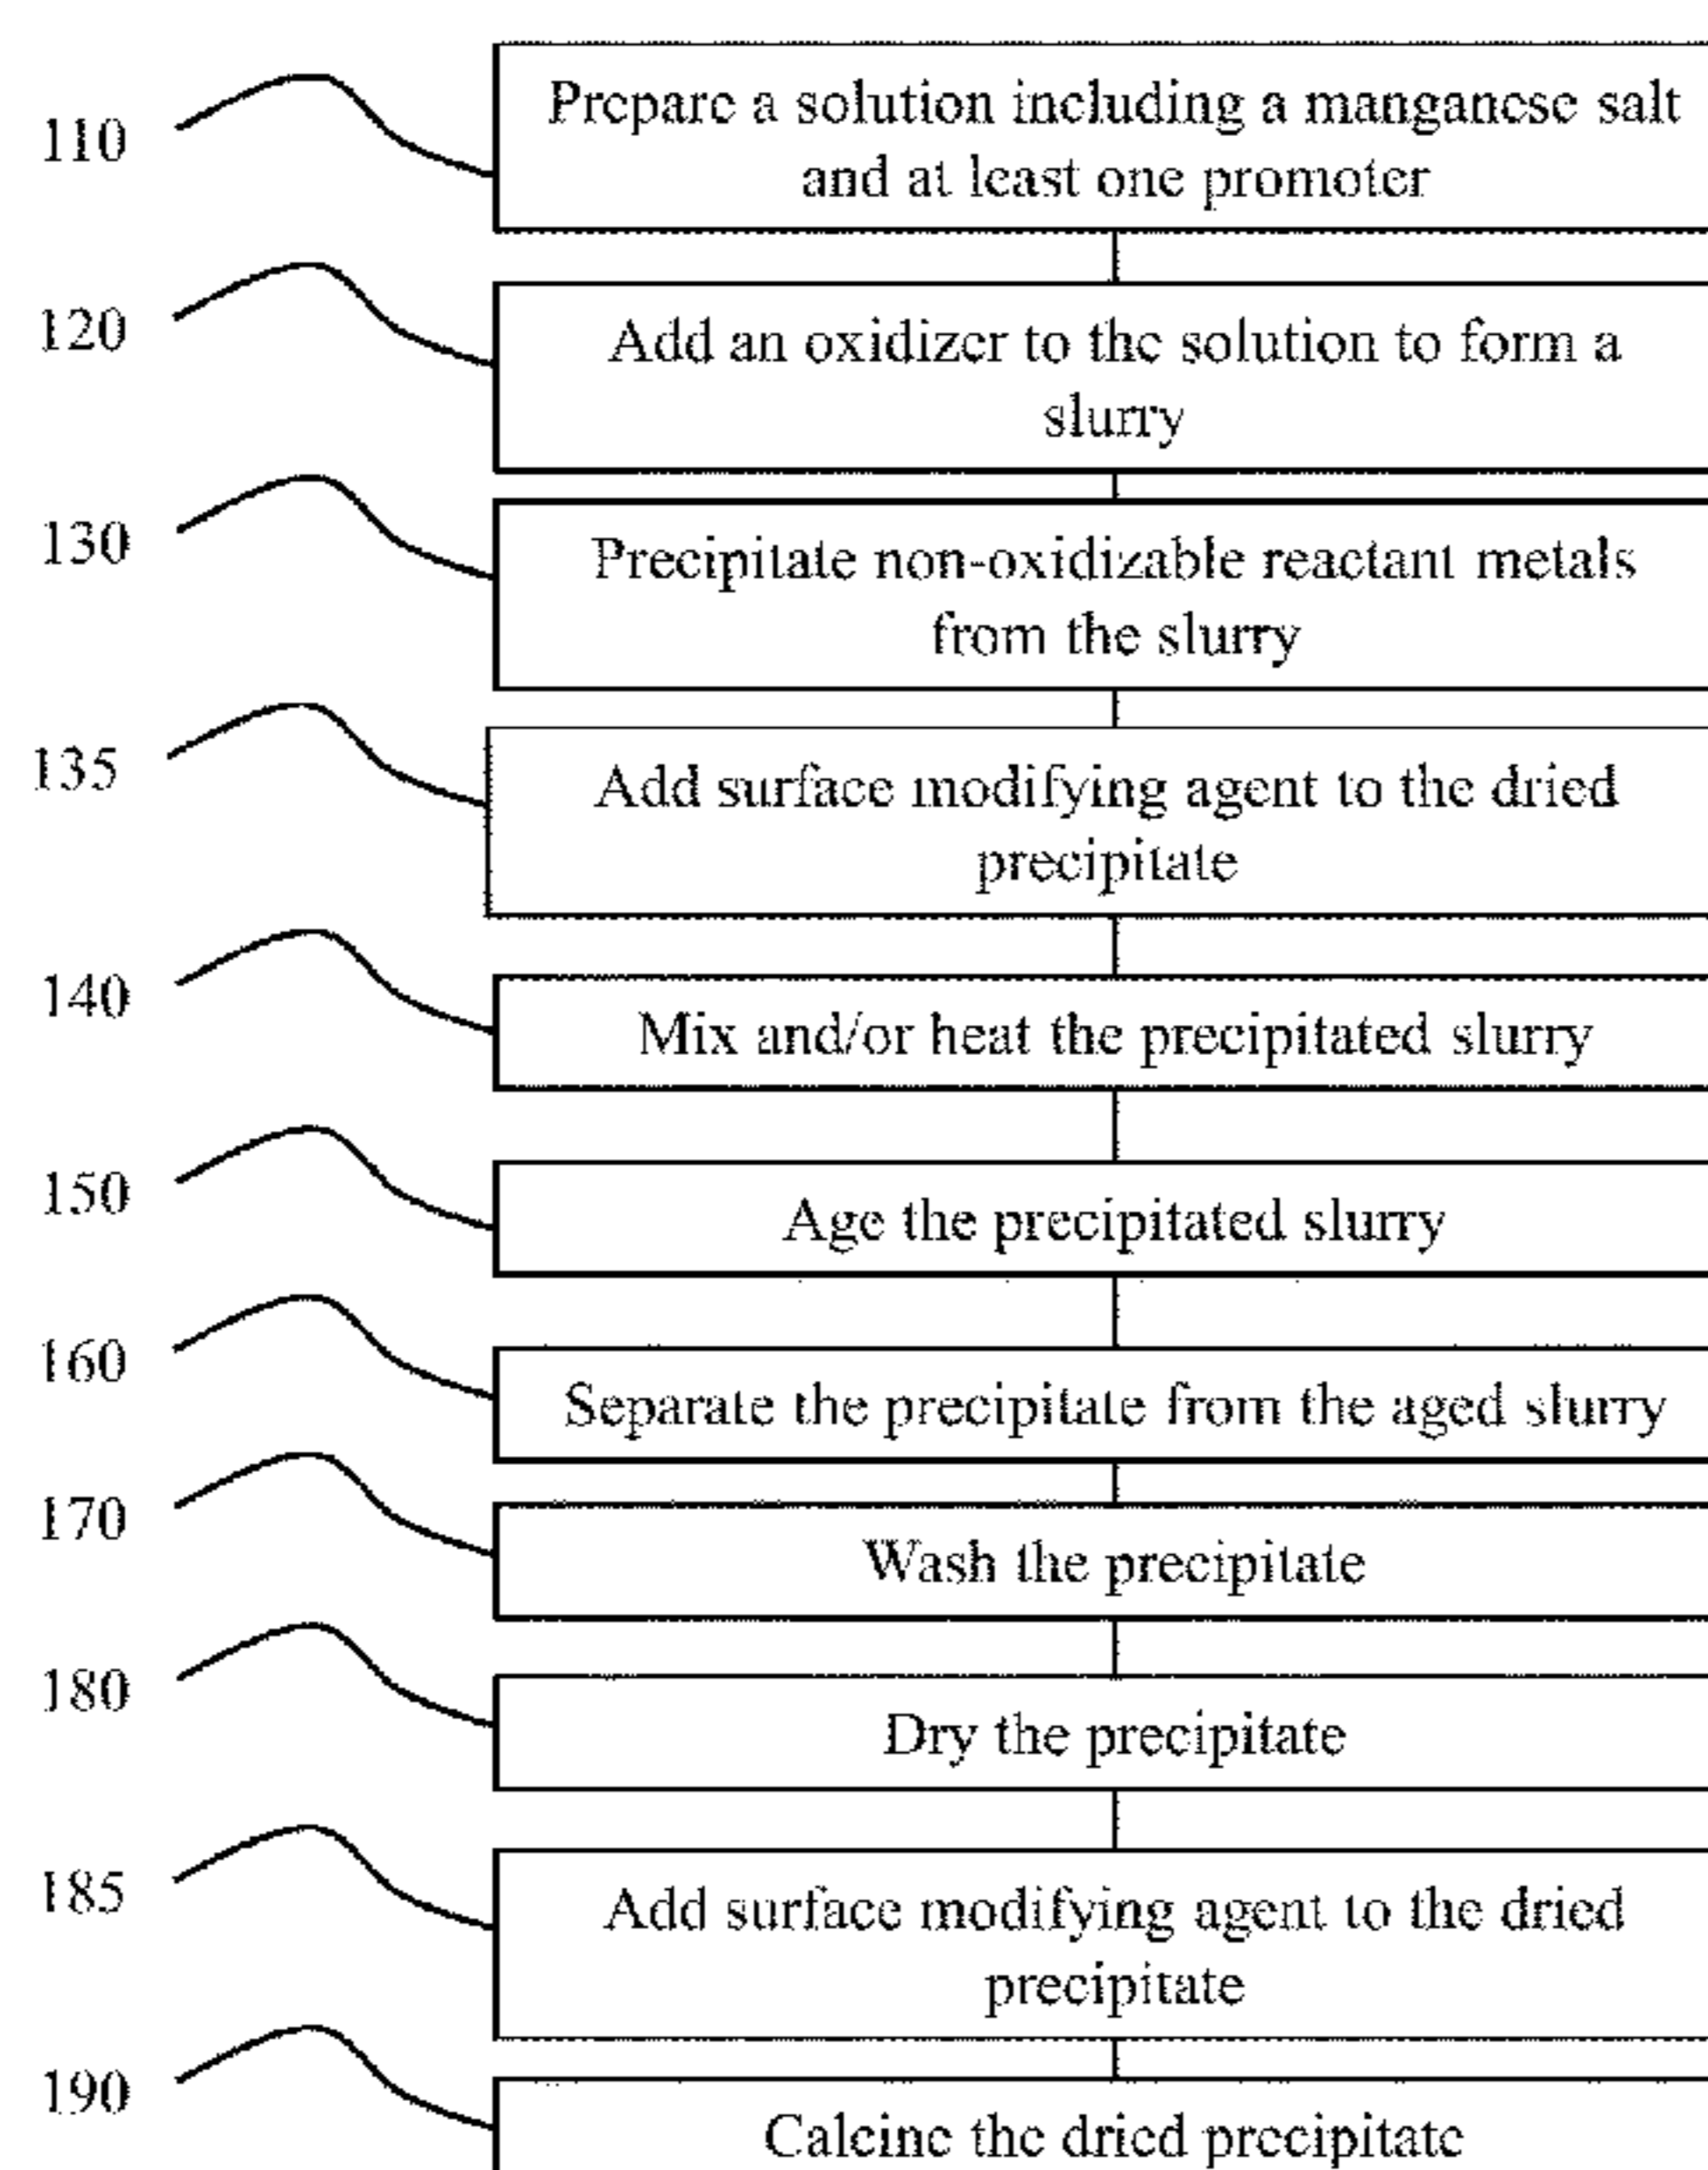 110
Prepare a solution including a manganese salt
and at least one promoter
120
Add an oxidizer to the solution to form a
slurry
130
Precipitate non-oxidizable reactant metals
from the slurry
135
Add surface modifying agent to the dried
precipitate
140
Mix and/or heat the precipitated slurry
150
Age the precipitated slurry
160
Separate the precipitate from the aged slurry
170
Wash the precipitate
180
Dry the precipitate
185
Add surface modifying agent to the dried
precipitate
190
Calcine the dried precipitate